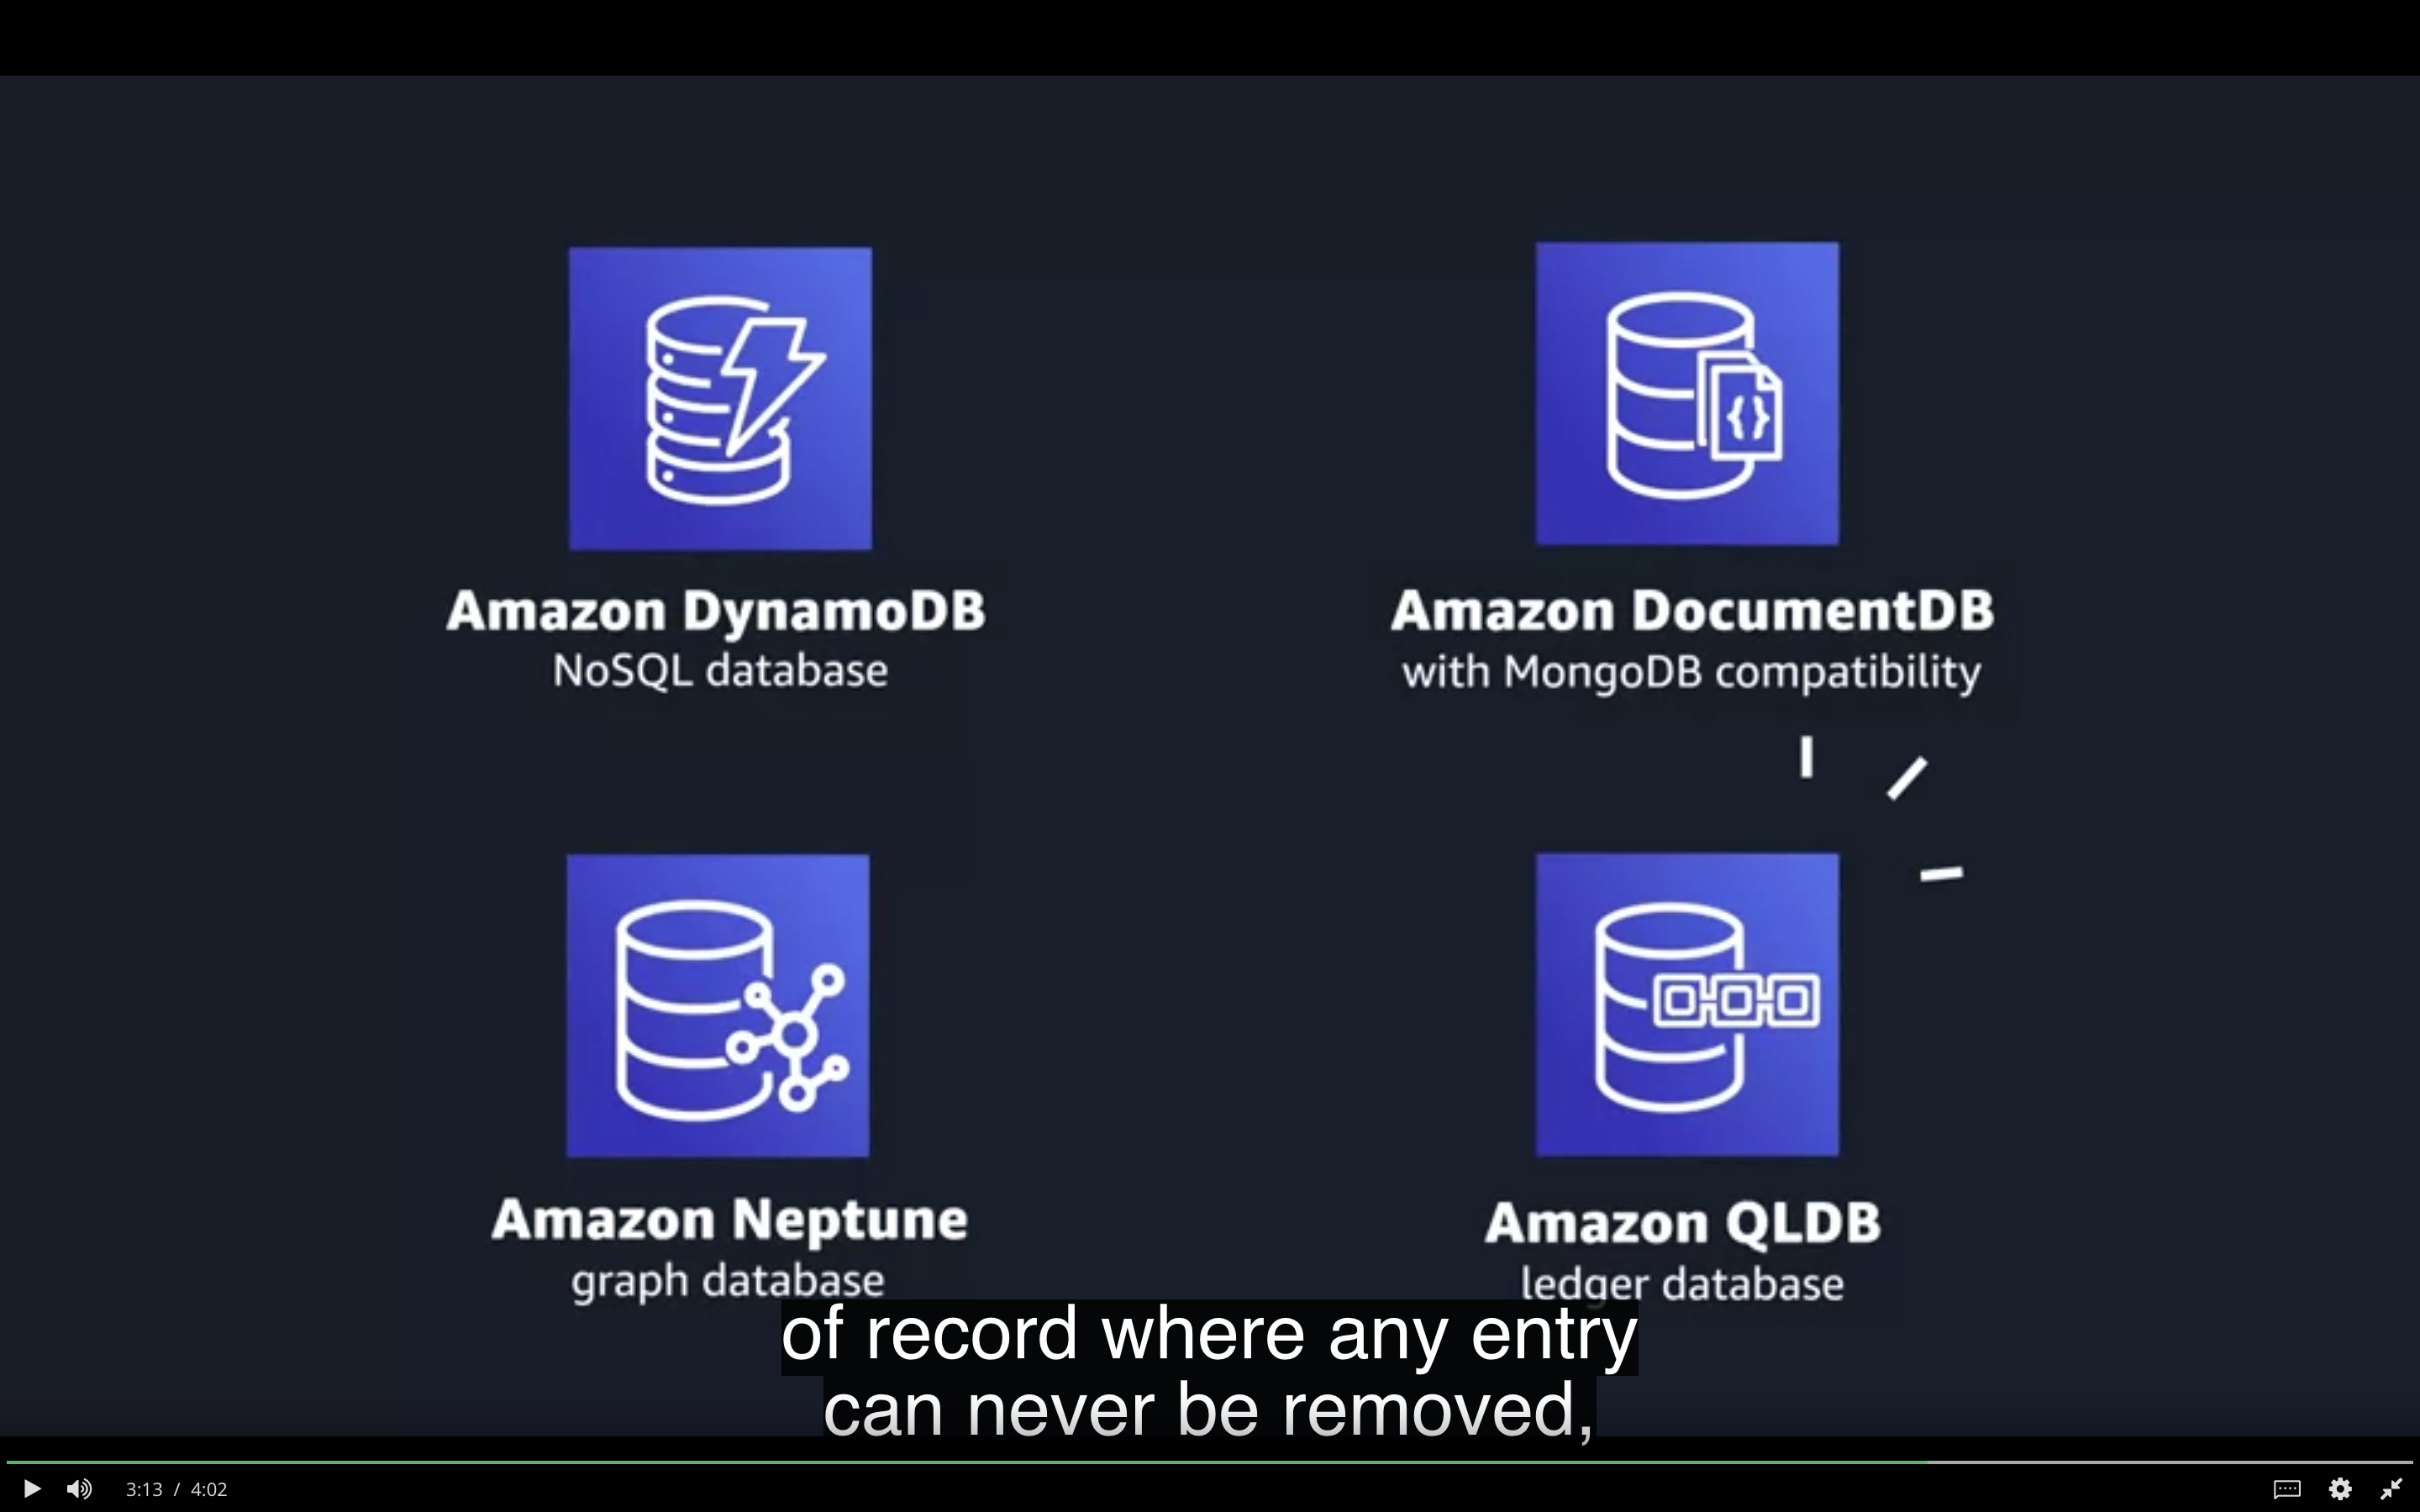 Amazon DynamoDB
NoSQL database
Amazon DocumentDB
with MongoDB compatibility
{}
Amazon Neptune
graph database
Amazon QLDB
ledger database
of record where any entry
can never be removed,
3:13 / 4:02